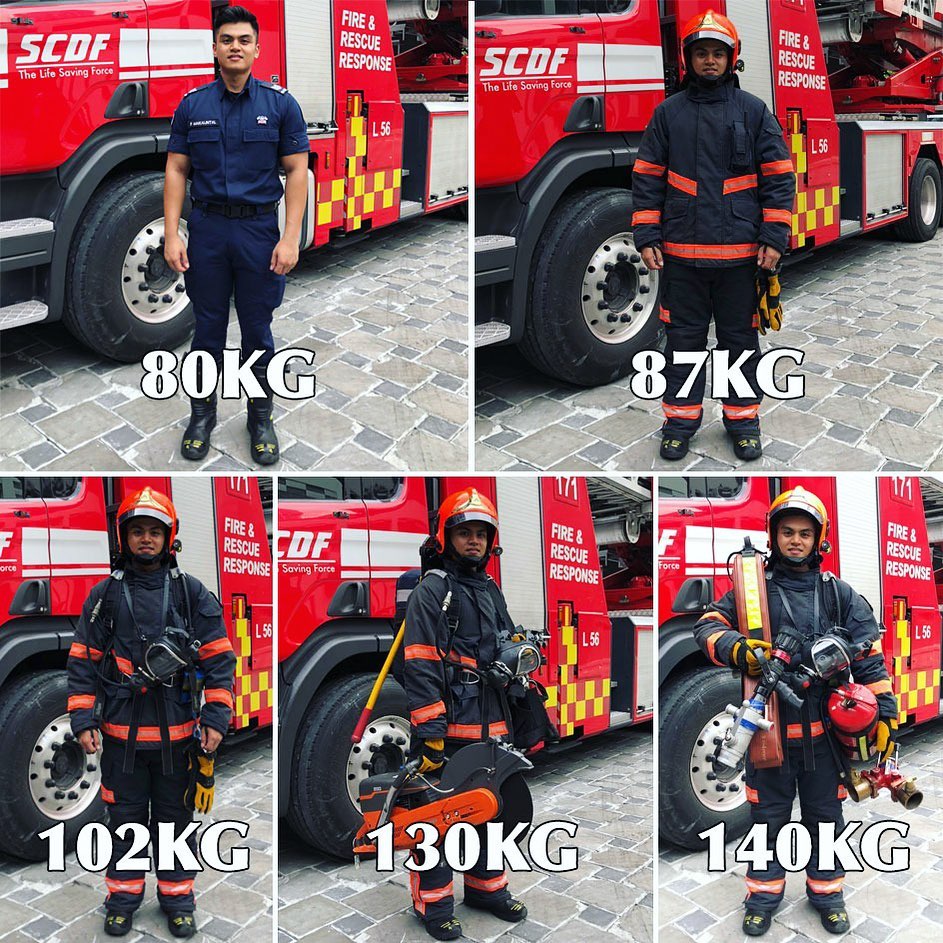 SCDF
The Life Saving Force
FIRE &
RESCUE
RESPONSE
L 56
80KG
SCDF
The Life Saving Force
FIRE &
RESCUE
RESPONSE
L 56
87KG
F
Force
171
FIRE &
RESCUE
RESPONSE
L 56
102KG
CDF
Saving Force
171
FIRE &
RESCUE
RESPONSE
L 56
130KG
F
Force
171
FIRE &
RESCUE
RESPONSE
L 56
140KG